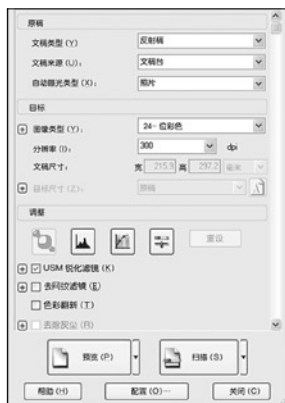 原稿
文稿类型(Y) 反射稿
文稿来源(U): 文稿台
自动曝光类型(X): 照片
目标
图像类型(Y): 24-位彩色
分辨率(I): 300 dpi
文稿尺寸: 宽 215.9 高 297.2 毫米
目标尺寸(Z): 原稿
调整
重设
USM 锐化滤镜(K)
去网纹滤镜(E)
色彩翻新(T)
去除灰尘(R)
预览(P) 扫描(S)
帮助(H) 配置(O)... 关闭(C)